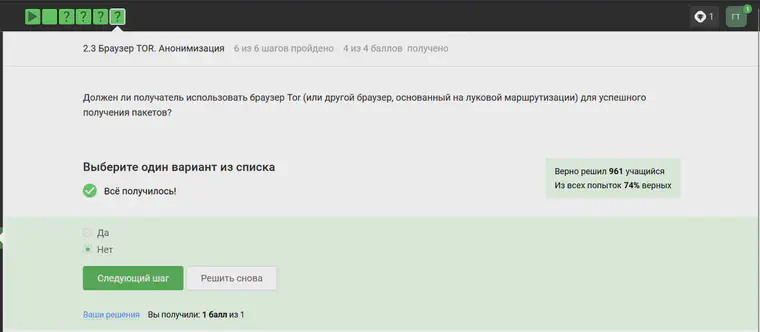 ? ? ? ?
1
ГТ
1
2.3 Браузер TOR. Анонимизация 6 из 6 шагов пройдено 4 из 4 баллов получено
Должен ли получатель использовать браузер Tor (или другой браузер, основанный на луковой маршрутизации) для успешного
получения пакетов?
Выберите один вариант из списка
Верно решил 961 учащийся
Из всех попыток 74% верных
Всё получилось!
Да
Нет
Следующий шаг Решить снова
Ваши решения Вы получили: 1 балл из 1